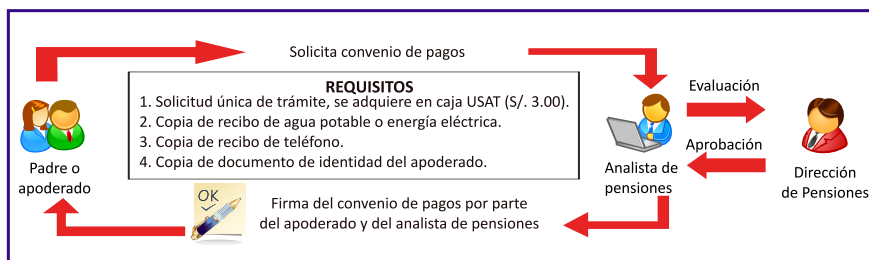 Solicita convenio de pagos
REQUISITOS
1. Solicitud única de trámite, se adquiere en caja USAT (S/. 3.00).
2. Copia de recibo de agua potable o energía eléctrica.
3. Copia de recibo de teléfono.
4. Copia de documento de identidad del apoderado.
Padre o
apoderado
Evaluación
Aprobación
Analista de
pensiones
Dirección
de Pensiones
OK
Firma del convenio de pagos por parte
del apoderado y del analista de pensiones